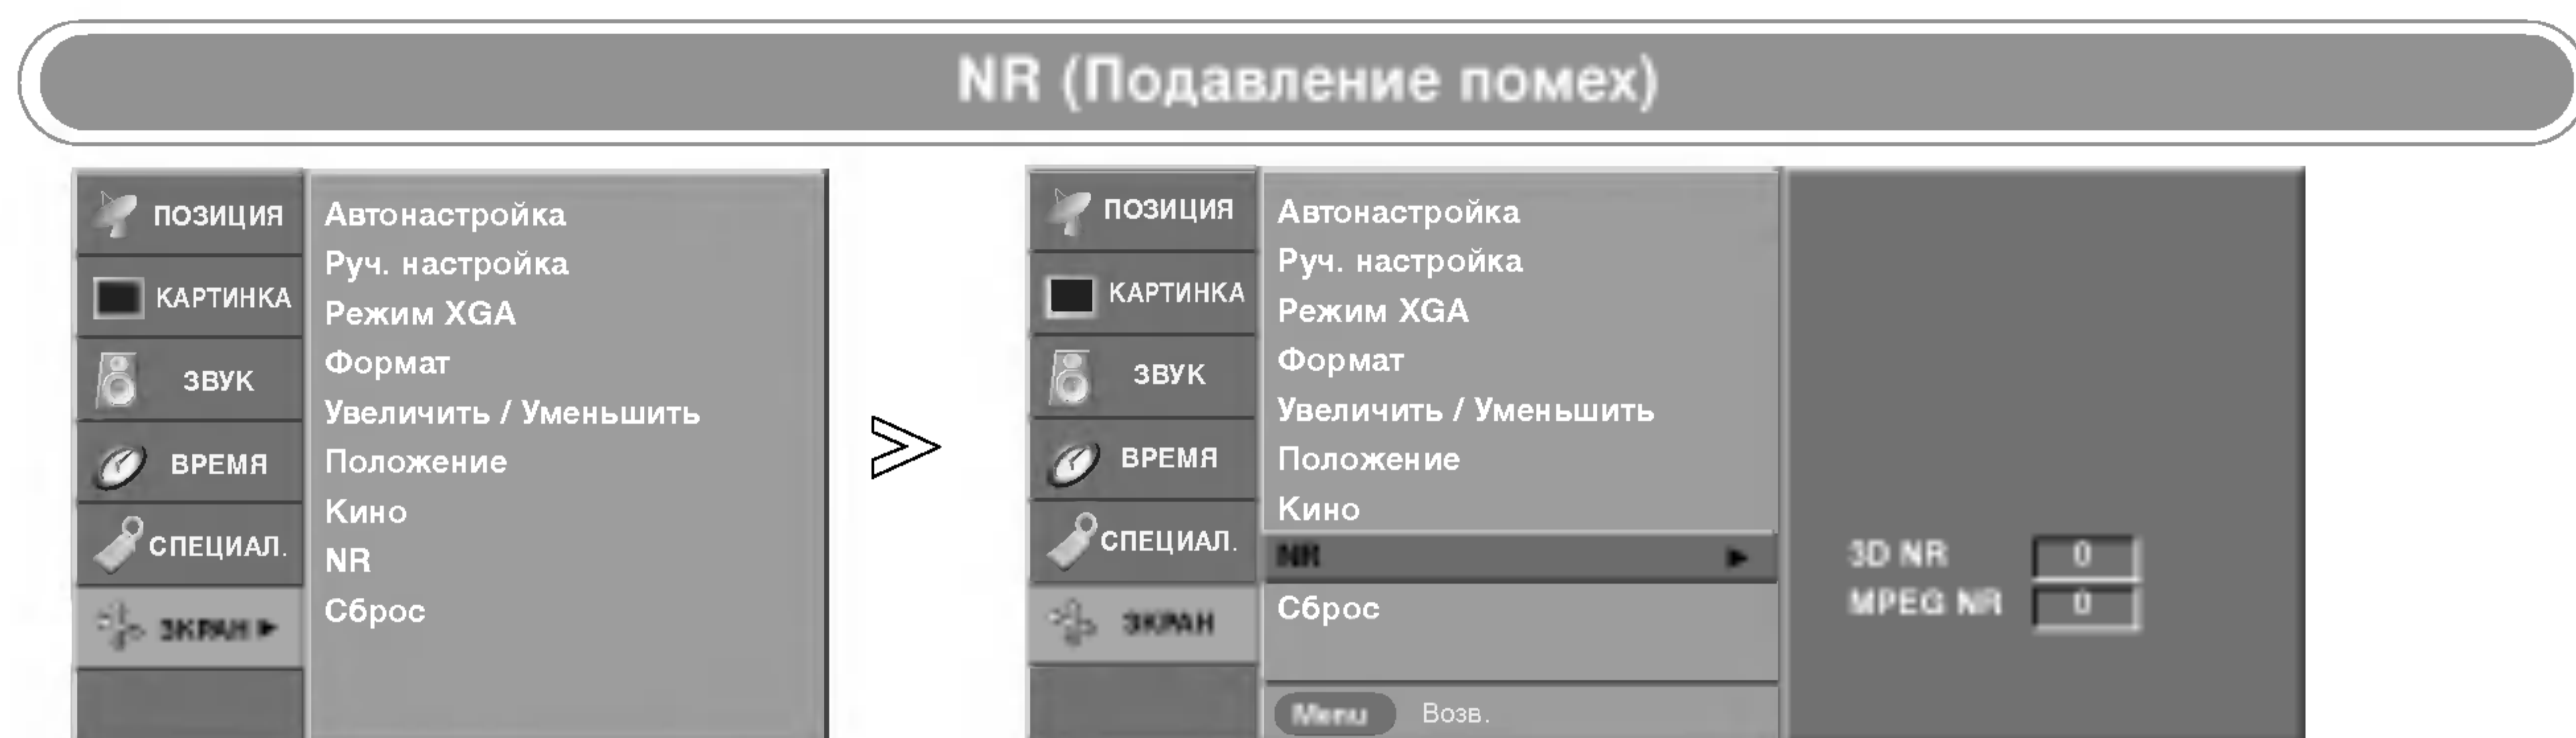 NR (Подавление помех)
ПОЗИЦИЯ
КАРТИНКА
ЗВУК
ВРЕМЯ
СПЕЦИАЛ.
ЭКРАН ►
Автонастройка
Руч. настройка
Режим XGA
Формат
Увеличить / Уменьшить
Положение
Кино
NR
Сброс
ПОЗИЦИЯ
КАРТИНКА
ЗВУК
ВРЕМЯ
СПЕЦИАЛ.
ЭКРАН
Автонастройка
Руч. настройка
Режим XGA
Формат
Увеличить / Уменьшить
Положение
Кино
NR ►
Сброс
Menu Возв.
3D NR 0
MPEG NR 0